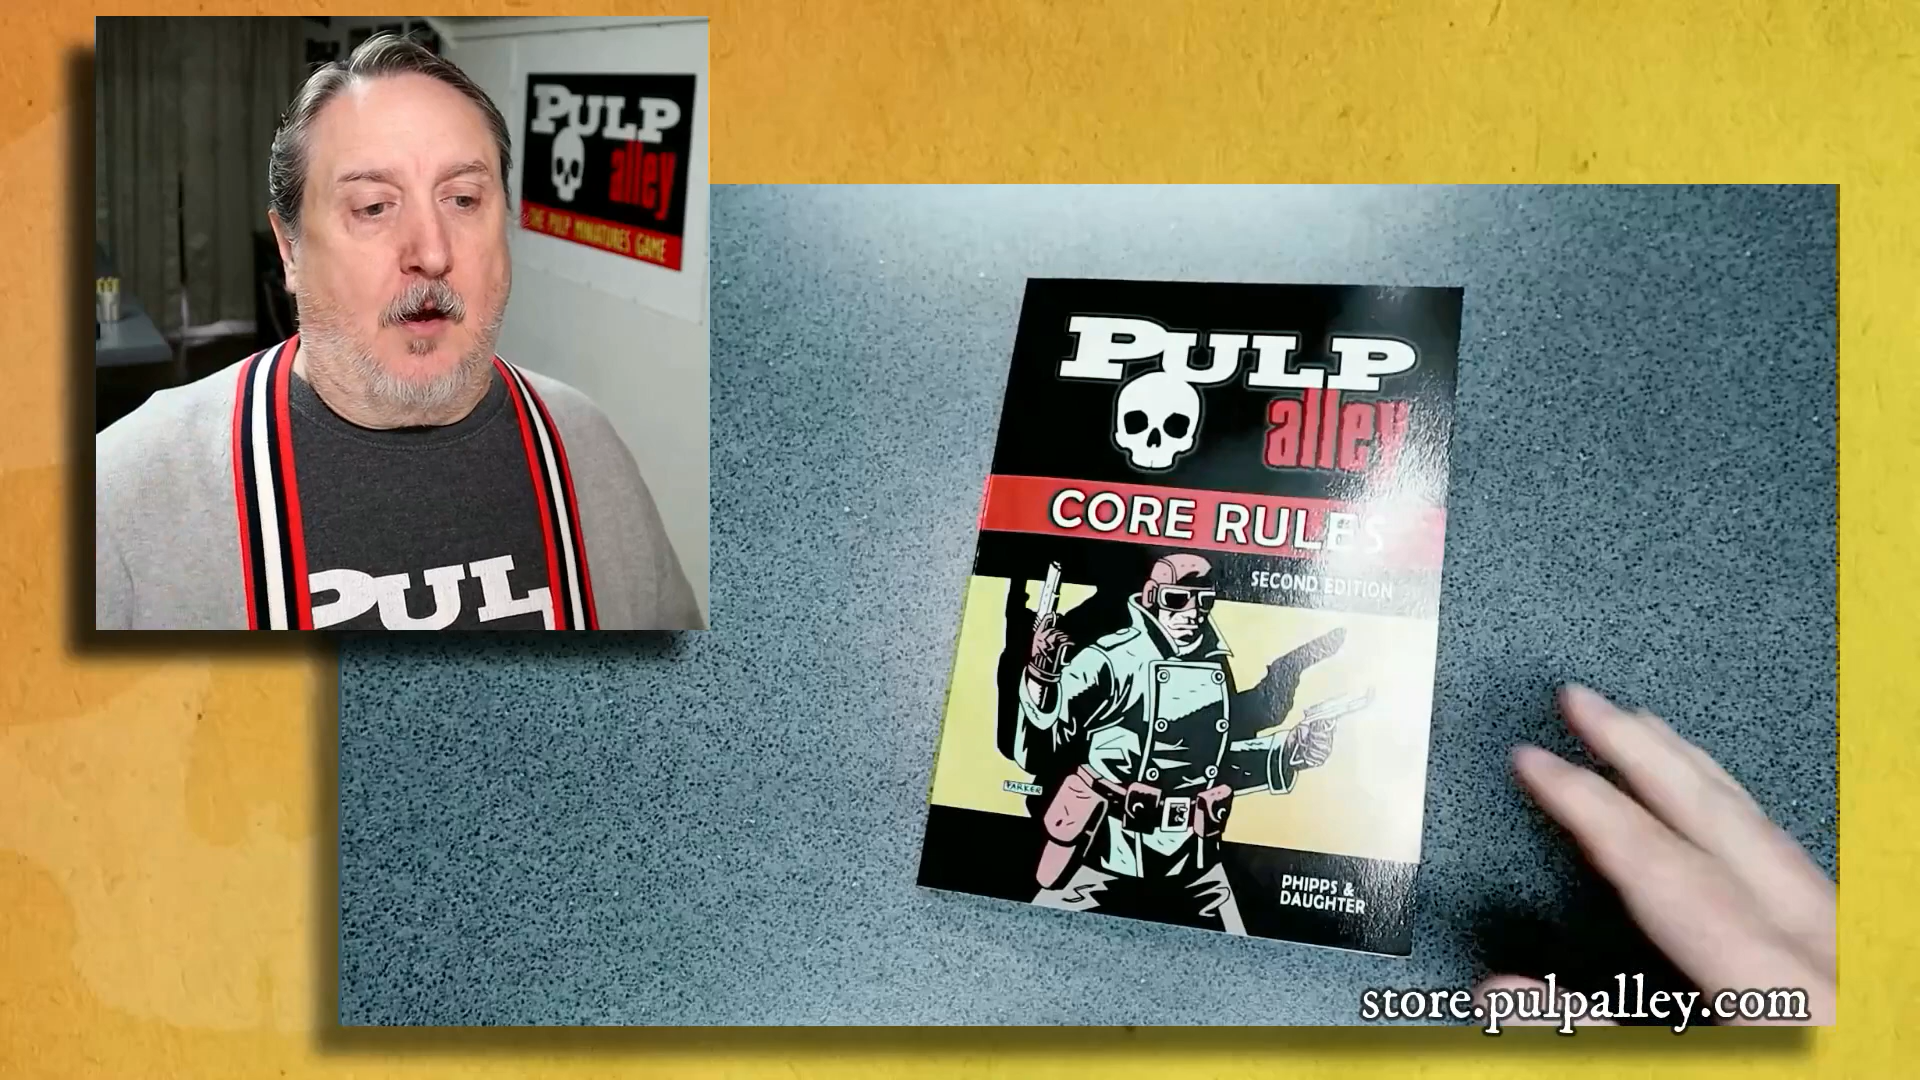 PULP
alley
THE PULP MINIATURES GAME
PUL
PULP
alley
CORE RULES
SECOND EDITION
PARKER
PHIPPS &
DAUGHTER
store.pulpalley.com